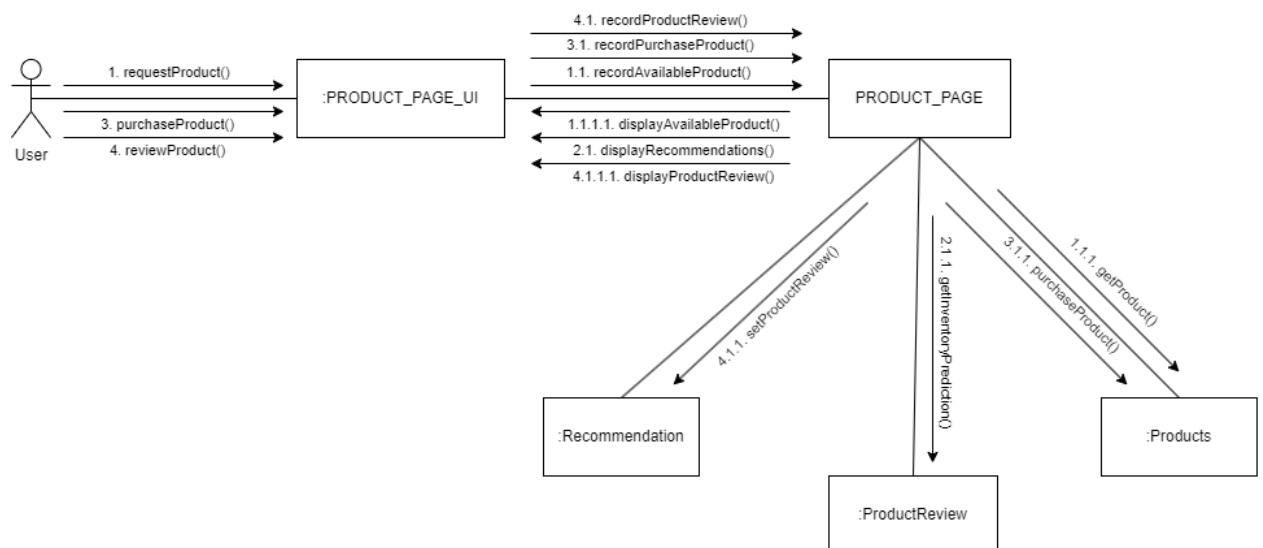 4.1. recordProductReview()
3.1. recordPurchaseProduct()
1. requestProduct()
1.1. recordAvailableProduct()
:PRODUCT_PAGE_UI
PRODUCT_PAGE
3. purchaseProduct()
1.1.1.1. displayAvailableProduct()
User
4. reviewProduct()
2.1. displayRecommendations()
4.1.1.1. displayProductReview()
4.1.1. setProductReview()
2.1.1. getInventoryPrediction()
3.1.1. purchaseProduct()
1.1.1. getProduct()
:Recommendation
:Products
:ProductReview